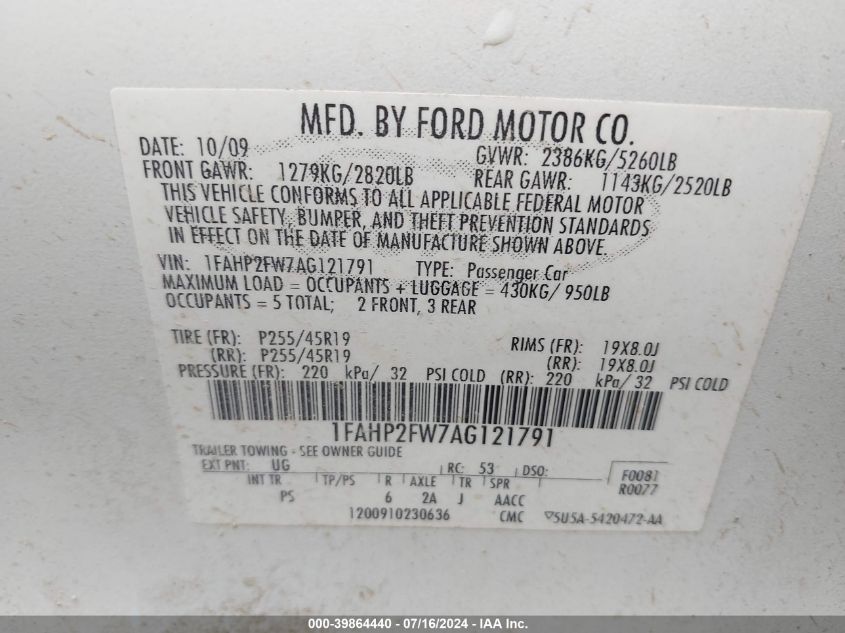 MFD. BY FORD MOTOR CO.
DATE: 10/09 GVWR: 2386KG/5260LB
FRONT GAWR: 1279KG/2820LB REAR GAWR: 1143KG/2520LB
THIS VEHICLE CONFORMS TO ALL APPLICABLE FEDERAL MOTOR
VEHICLE SAFETY, BUMPER, AND THEFT PREVENTION STANDARDS
IN EFFECT ON THE DATE OF MANUFACTURE SHOWN ABOVE.
VIN: 1FAHP2FW7AG121791 TYPE: Passenger Car
MAXIMUM LOAD = OCCUPANTS + LUGGAGE = 430KG/ 950LB
OCCUPANTS = 5 TOTAL; 2 FRONT, 3 REAR
TIRE (FR): P255/45R19 RIMS (FR): 19X8.0J
(RR): P255/45R19 (RR): 19X8.0J
PRESSURE (FR): 220 kPa/ 32 PSI COLD (RR): 220 kPa/ 32 PSI COLD
1FAHP2FW7AG121791
TRAILER TOWING - SEE OWNER GUIDE
EXT PNT: UG RC: 53 DSO: F0081
INT TR TP/PS R AXLE TR SPR R0077
PS 6 2A J AACC
1200910230636 CMC ▽5U5A-5420472-AA
000-39864440 - 07/16/2024 - IAA Inc.